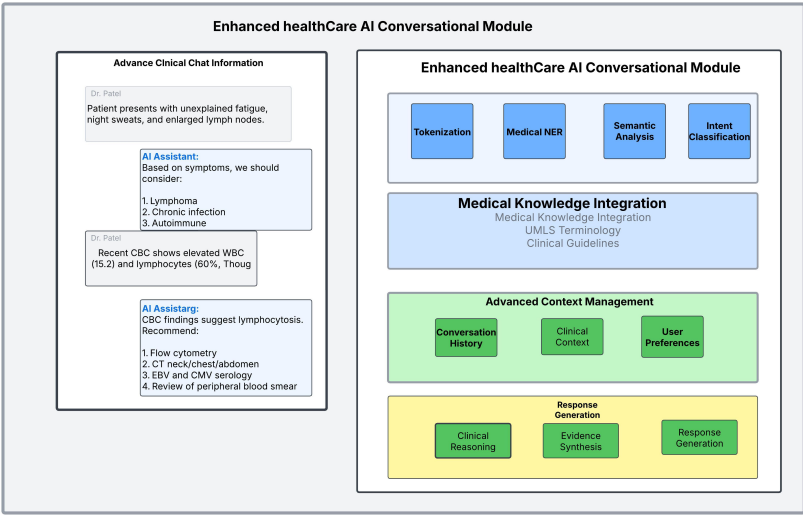 Enhanced healthCare AI Conversational Module
Advance Clnical Chat Information
Dr. Patel
Patient presents with unexplained fatigue,
night sweats, and enlarged lymph nodes.
AI Assistant:
Based on symptoms, we should
consider:
1. Lymphoma
2. Chronic infection
3. Autoimmune
Dr. Patel
Recent CBC shows elevated WBC
(15.2) and lymphocytes (60%, Thoug
AI Assistarg:
CBC findings suggest lymphocytosis.
Recommend:
1. Flow cytometry
2. CT neck/chest/abdomen
3. EBV and CMV serology
4. Review of peripheral blood smear
Enhanced healthCare AI Conversational Module
Tokenization
Medical NER
Semantic
Analysis
Intent
Classification
Medical Knowledge Integration
Medical Knowledge Integration
UMLS Terminology
Clinical Guidelines
Advanced Context Management
Conversation
History
Clinical
Context
User
Preferences
Response
Generation
Clinical
Reasoning
Evidence
Synthesis
Response
Generation